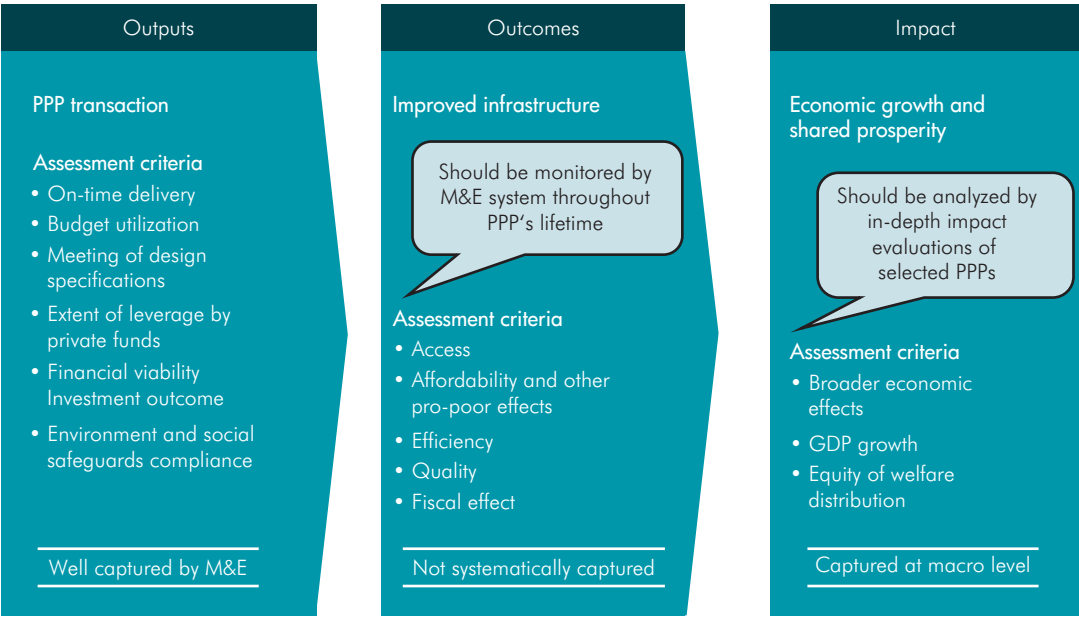 Outputs
PPP transaction
Assessment criteria
• On-time delivery
• Budget utilization
• Meeting of design
specifications
• Extent of leverage by
private funds
• Financial viability
Investment outcome
• Environment and social
safeguards compliance
Well captured by M&E
Outcomes
Improved infrastructure
Should be monitored by
M&E system throughout
PPP‘s lifetime
Assessment criteria
• Access
• Affordability and other
pro-poor effects
• Efficiency
• Quality
• Fiscal effect
Not systematically captured
Impact
Economic growth and
shared prosperity
Should be analyzed by
in-depth impact
evaluations of
selected PPPs
Assessment criteria
• Broader economic
effects
• GDP growth
• Equity of welfare
distribution
Captured at macro level